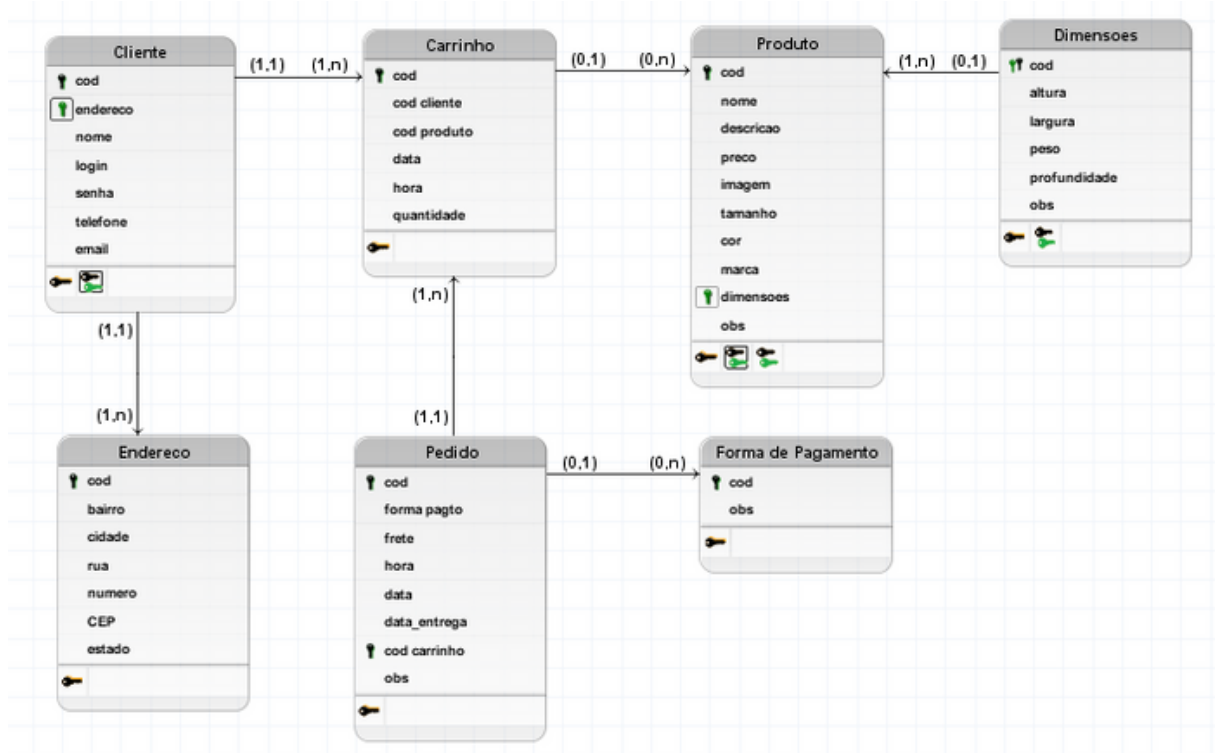 Cliente
cod
endereco
nome
login
senha
telefone
email
(1,1)
(1,n)
Carrinho
cod
cod cliente
cod produto
data
hora
quantidade
(0,1)
(0,n)
Produto
cod
nome
descricao
preco
imagem
tamanho
cor
marca
dimensoes
obs
(1,n)
(0,1)
Dimensoes
cod
altura
largura
peso
profundidade
obs
(1,1)
(1,n)
Endereco
cod
bairro
cidade
rua
numero
CEP
estado
(1,n)
(1,1)
Pedido
cod
forma pagto
frete
hora
data
data_entrega
cod carrinho
obs
(0,1)
(0,n)
Forma de Pagamento
cod
obs